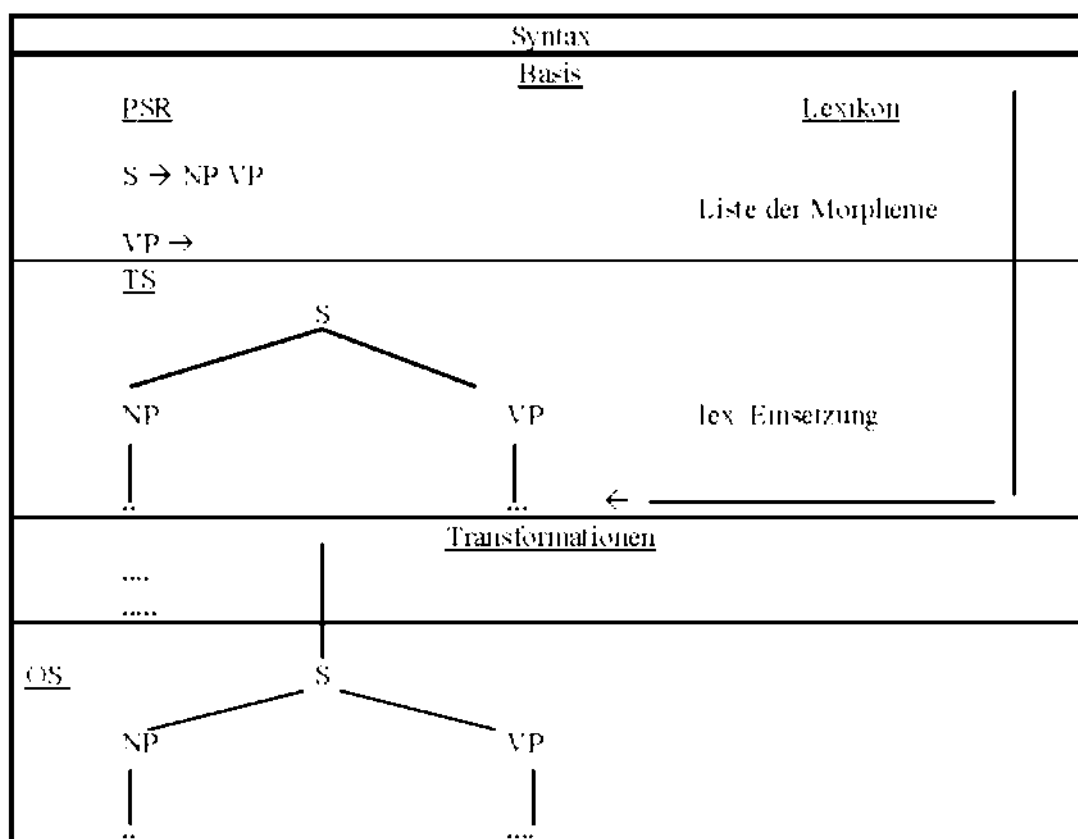 Syntax
Basis
PSR Lexikon
S → NP VP
Liste der Morpheme
VP →
TS
S
NP VP lex. Einsetzung
.. ... ←
Transformationen
....
.....
OS S
NP VP
.. ....